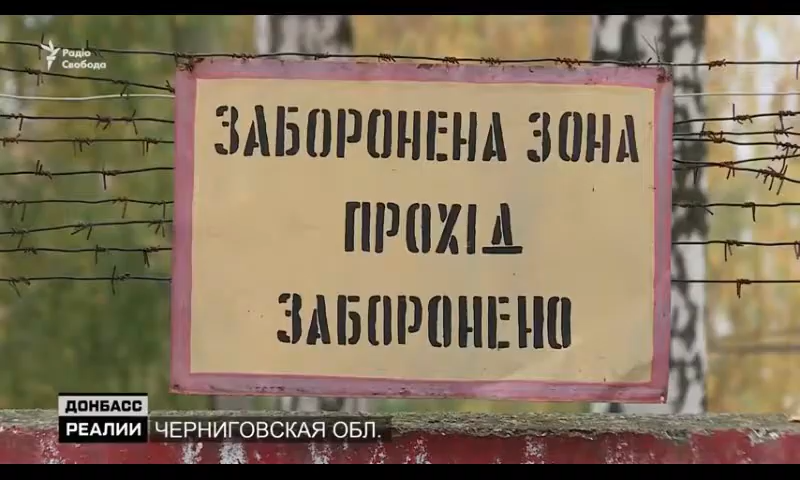 Радіо
Свобода
ЗАБОРОНЕНА ЗОНА
ПРОХІД
ЗАБОРОНЕНО
ДОНБАСС
РЕАЛИИ
ЧЕРНИГОВСКАЯ ОБЛ.